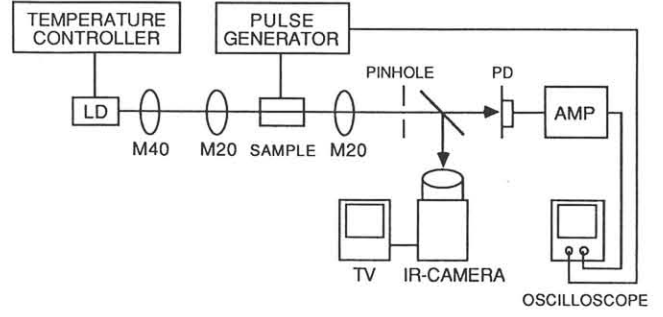 TEMPERATURE
CONTROLLER
PULSE
GENERATOR
PINHOLE
PD
LD
AMP
M40
M20
SAMPLE
M20
TV
IR-CAMERA
OSCILLOSCOPE